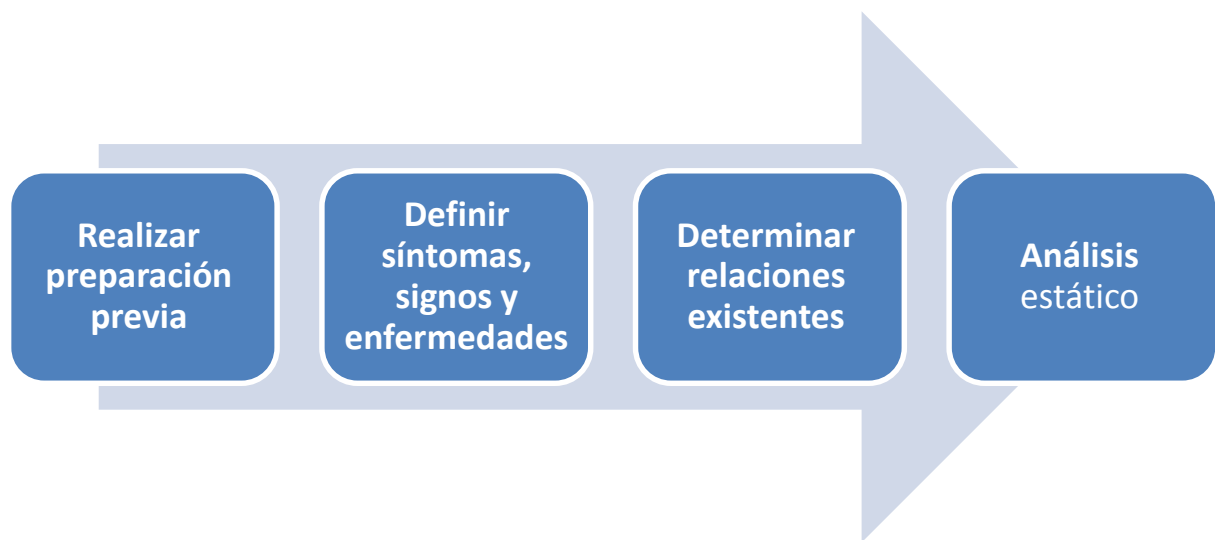 Realizar
preparación
previa
Definir
síntomas,
signos y
enfermedades
Determinar
relaciones
existentes
Análisis
estático